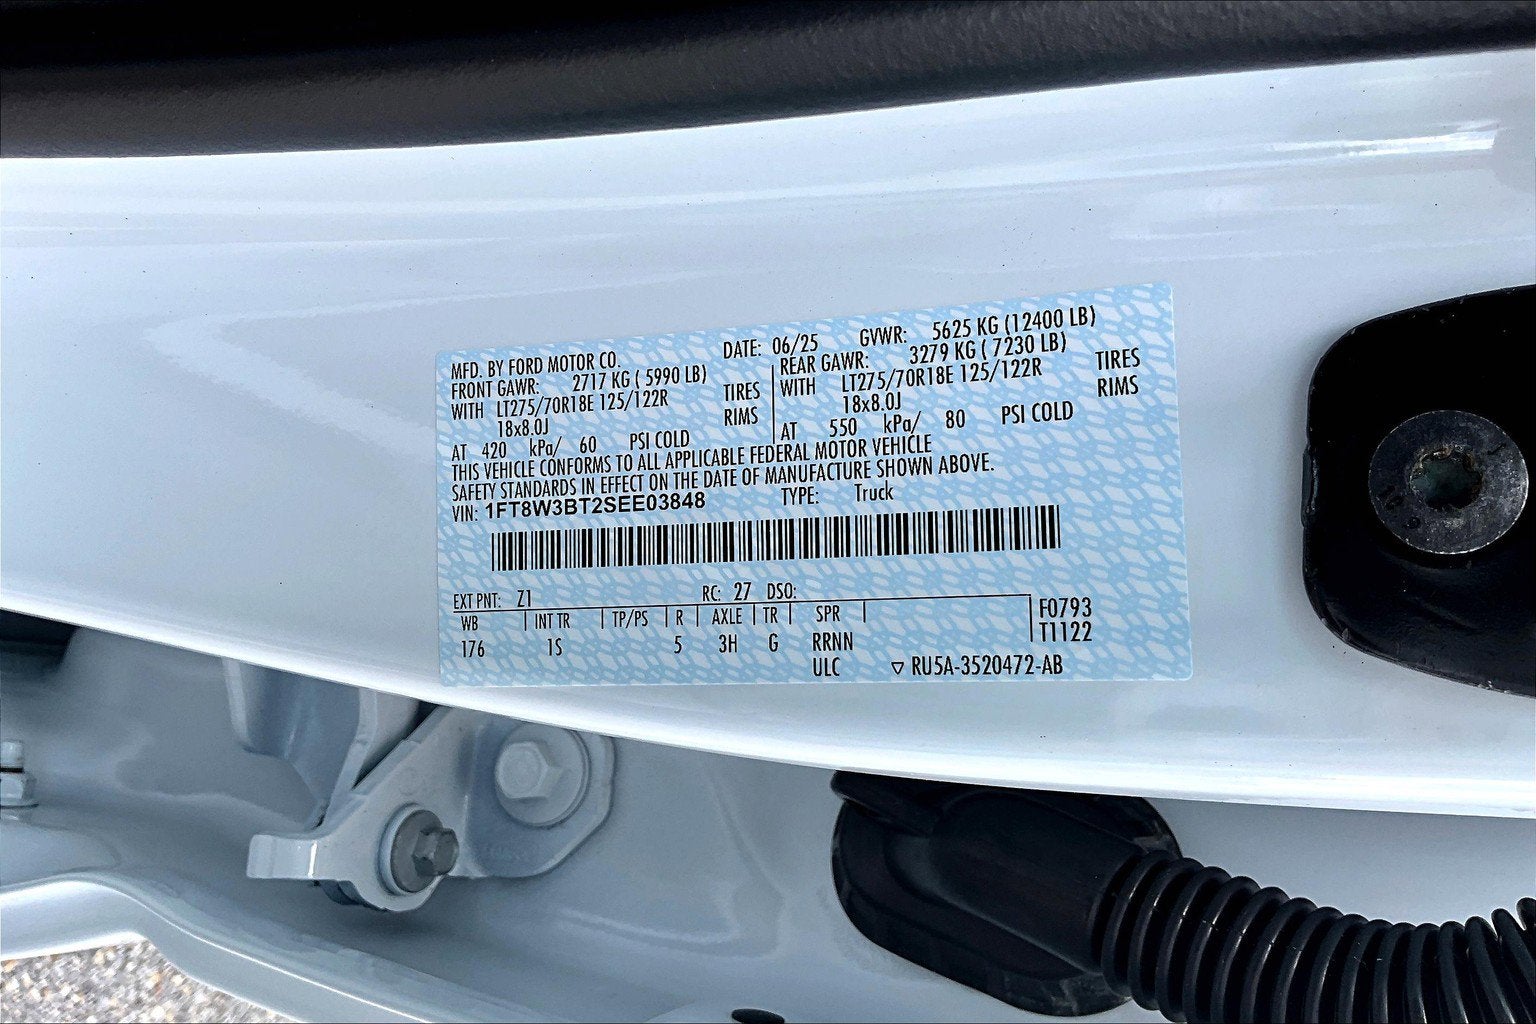 MFD. BY FORD MOTOR CO. DATE: 06/25 GVWR: 5625 KG (12400 LB)
FRONT GAWR: 2717 KG ( 5990 LB) REAR GAWR: 3279 KG ( 7230 LB)
WITH LT275/70R18E 125/122R TIRES WITH LT275/70R18E 125/122R TIRES
18x8.0J RIMS 18x8.0J RIMS
AT 420 kPa/ 60 PSI COLD AT 550 kPa/ 80 PSI COLD
THIS VEHICLE CONFORMS TO ALL APPLICABLE FEDERAL MOTOR VEHICLE
SAFETY STANDARDS IN EFFECT ON THE DATE OF MANUFACTURE SHOWN ABOVE.
VIN: 1FT8W3BT2SEE03848 TYPE: Truck
EXT PNT: Z1 RC: 27 DSO:
WB INT TR TP/PS R AXLE TR SPR F0793
176 1S 5 3H G RRNN T1122
ULC ▽ RU5A-3520472-AB